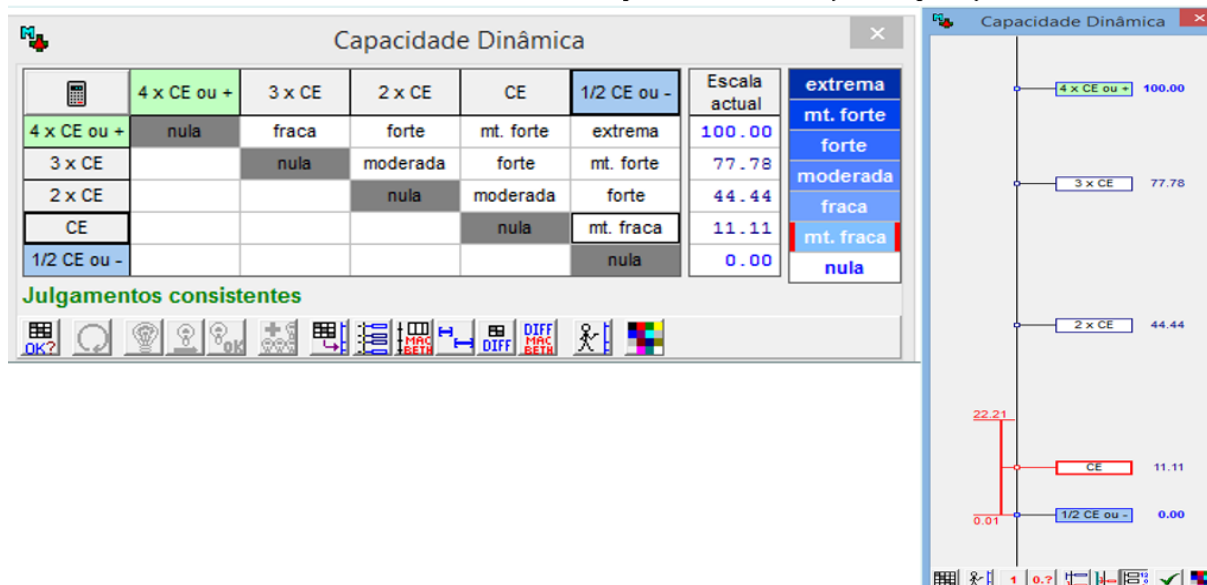 Capacidade Dinâmica
4 x CE ou + 3 x CE 2 x CE CE 1/2 CE ou - Escala actual
4 x CE ou + nula fraca forte mt. forte extrema 100.00
3 x CE nula moderada forte mt. forte 77.78
2 x CE nula moderada forte 44.44
CE nula mt. fraca 11.11
1/2 CE ou - nula 0.00
extrema
mt. forte
forte
moderada
fraca
mt. fraca
nula
Julgamentos consistentes
OK? OK MAC BETH DIFF DIFF MAC BETH
Capacidade Dinâmica
4 x CE ou + 100.00
3 x CE 77.78
2 x CE 44.44
22.21
CE 11.11
0.01
1/2 CE ou - 0.00
1 0.?